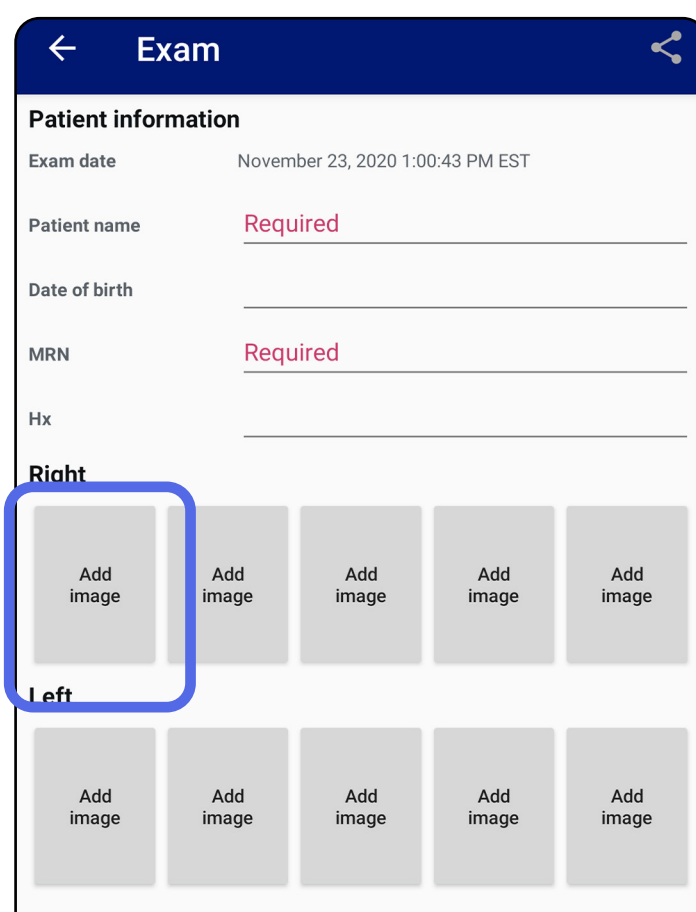 Exam
Patient information
Exam date November 23, 2020 1:00:43 PM EST
Patient name Required
Date of birth
MRN Required
Hx
Right
Add image Add image Add image Add image Add image
Left
Add image Add image Add image Add image Add image